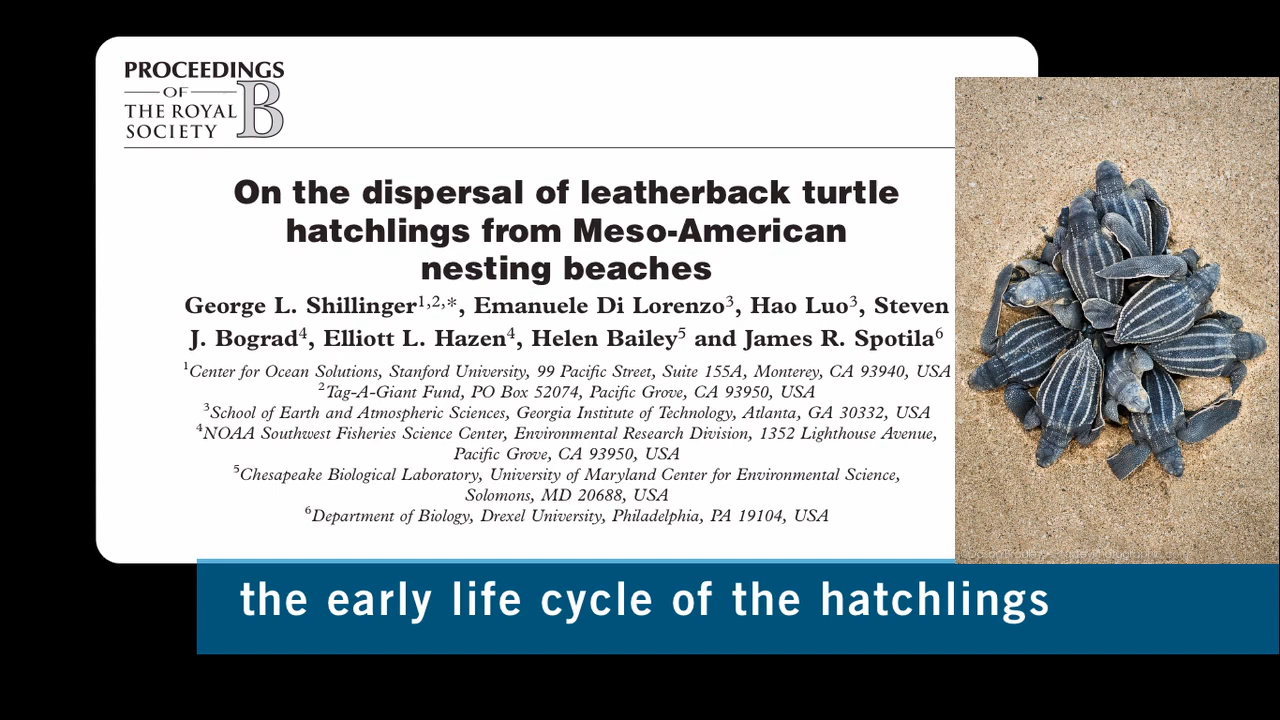 PROCEEDINGS
OF
THE ROYAL
SOCIETY
B
On the dispersal of leatherback turtle
hatchlings from Meso-American
nesting beaches
George L. Shillinger1,2,*, Emanuele Di Lorenzo3, Hao Luo3, Steven
J. Bograd4, Elliott L. Hazen4, Helen Bailey5 and James R. Spotila6
1Center for Ocean Solutions, Stanford University, 99 Pacific Street, Suite 155A, Monterey, CA 93940, USA
2Tag-A-Giant Fund, PO Box 52074, Pacific Grove, CA 93950, USA
3School of Earth and Atmospheric Sciences, Georgia Institute of Technology, Atlanta, GA 30332, USA
4NOAA Southwest Fisheries Science Center, Environmental Research Division, 1352 Lighthouse Avenue,
Pacific Grove, CA 93950, USA
5Chesapeake Biological Laboratory, University of Maryland Center for Environmental Science,
Solomons, MD 20688, USA
6Department of Biology, Drexel University, Philadelphia, PA 19104, USA
the early life cycle of the hatchlings